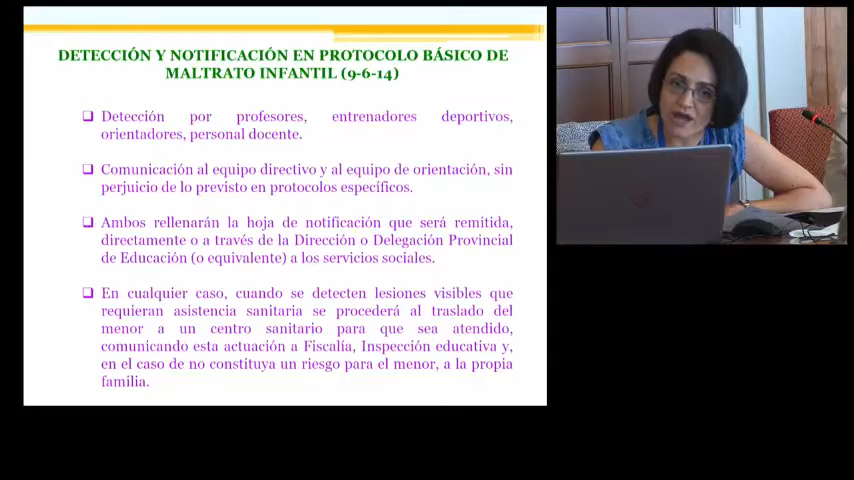 DETECCIÓN Y NOTIFICACIÓN EN PROTOCOLO BÁSICO DE
MALTRATO INFANTIL (9-6-14)
Detección por profesores, entrenadores deportivos,
orientadores, personal docente.
Comunicación al equipo directivo y al equipo de orientación, sin
perjuicio de lo previsto en protocolos específicos.
Ambos rellenarán la hoja de notificación que será remitida,
directamente o a través de la Dirección o Delegación Provincial
de Educación (o equivalente) a los servicios sociales.
En cualquier caso, cuando se detecten lesiones visibles que
requieran asistencia sanitaria se procederá al traslado del
menor a un centro sanitario para que sea atendido,
comunicando esta actuación a Fiscalía, Inspección educativa y,
en el caso de no constituya un riesgo para el menor, a la propia
familia.